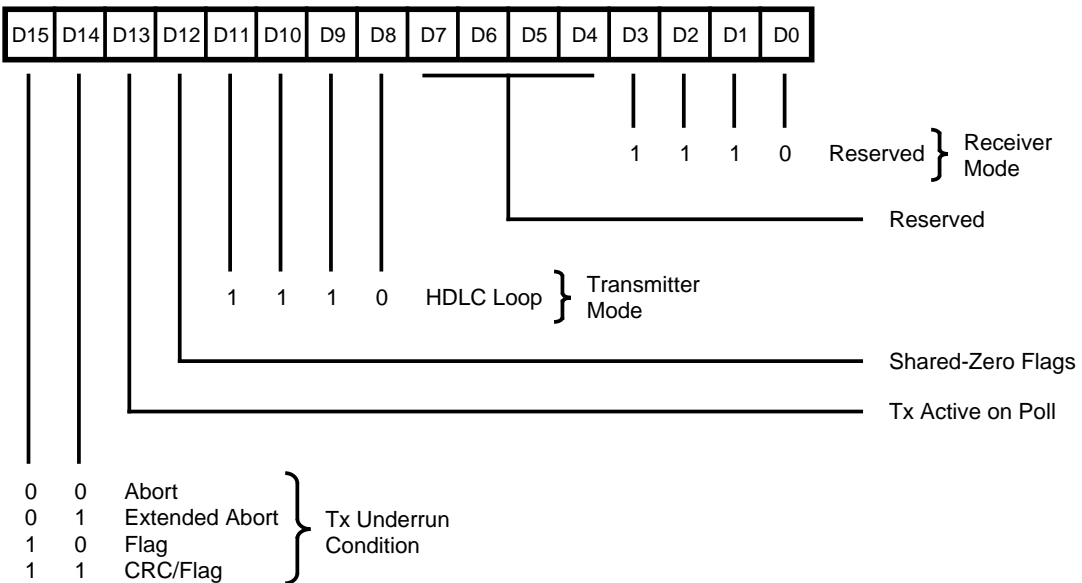 D15 D14 D13 D12 D11 D10 D9 D8 D7 D6 D5 D4 D3 D2 D1 D0
1 1 1 0 Reserved Receiver
Mode
Reserved
1 1 1 0 HDLC Loop Transmitter
Mode
Shared-Zero Flags
Tx Active on Poll
0 0 Abort
0 1 Extended Abort
1 0 Flag
1 1 CRC/Flag
Tx Underrun
Condition